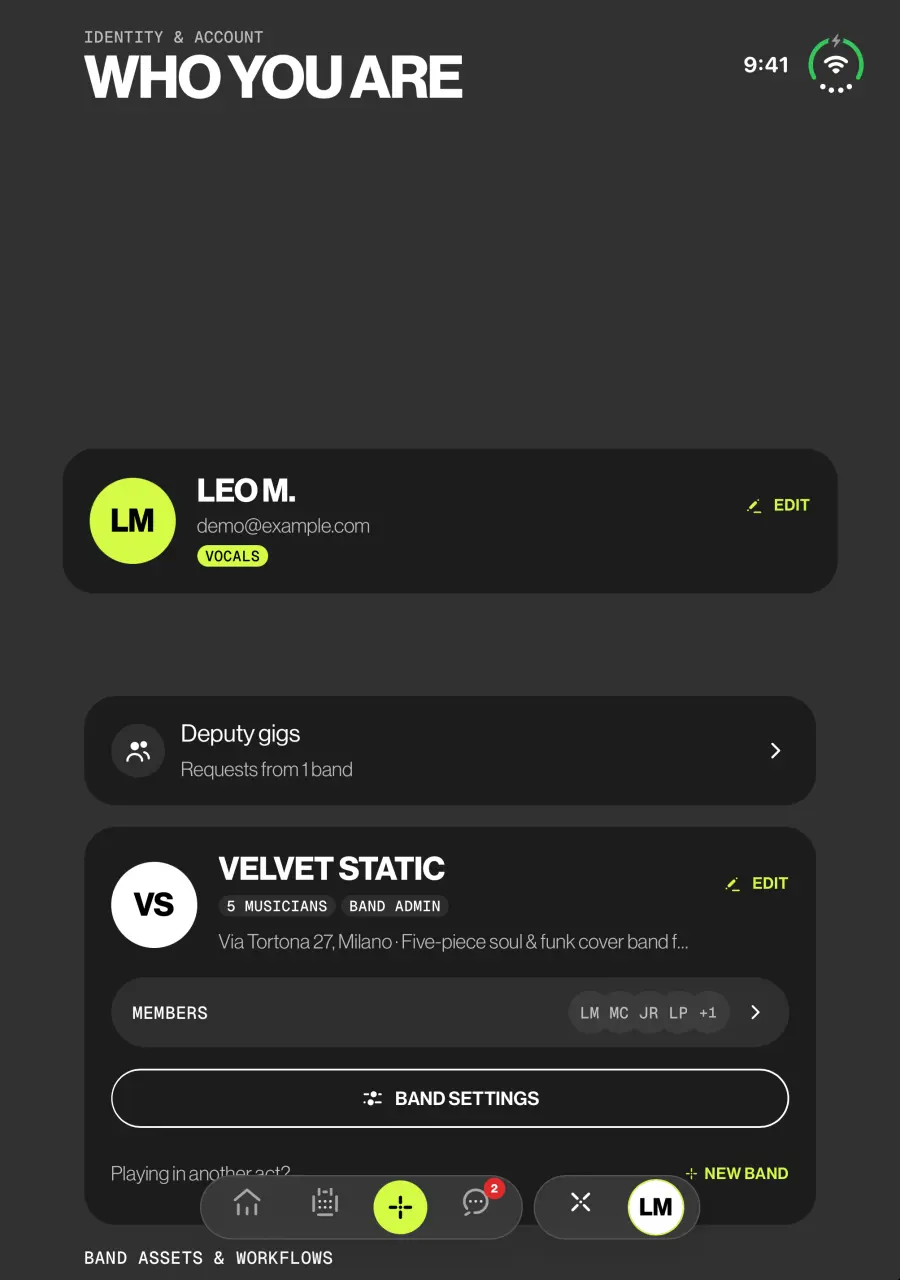 IDENTITY & ACCOUNT
WHO YOU ARE
9:41
LM
LEO M.
demo@example.com
VOCALS
EDIT
Deputy gigs
Requests from 1 band
VS
VELVET STATIC
5 MUSICIANS
BAND ADMIN
Via Tortona 27, Milano · Five-piece soul & funk cover band f...
EDIT
MEMBERS
LM MC JR LP +1
BAND SETTINGS
Playing in another act?
NEW BAND
2
LM
BAND ASSETS & WORKFLOWS